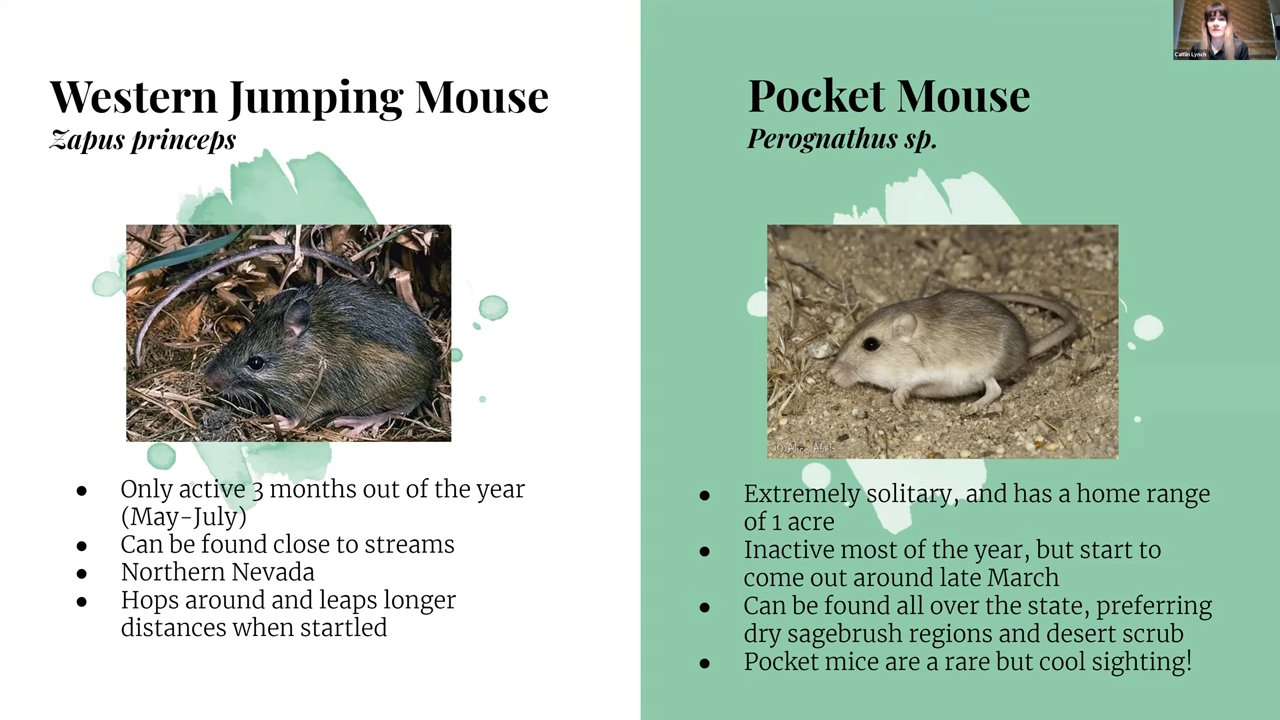 Western Jumping Mouse
Zapus princeps
● Only active 3 months out of the year
(May-July)
● Can be found close to streams
● Northern Nevada
● Hops around and leaps longer
distances when startled
Pocket Mouse
Perognathus sp.
● Extremely solitary, and has a home range
of 1 acre
● Inactive most of the year, but start to
come out around late March
● Can be found all over the state, preferring
dry sagebrush regions and desert scrub
● Pocket mice are a rare but cool sighting!
Caitlin Lynch